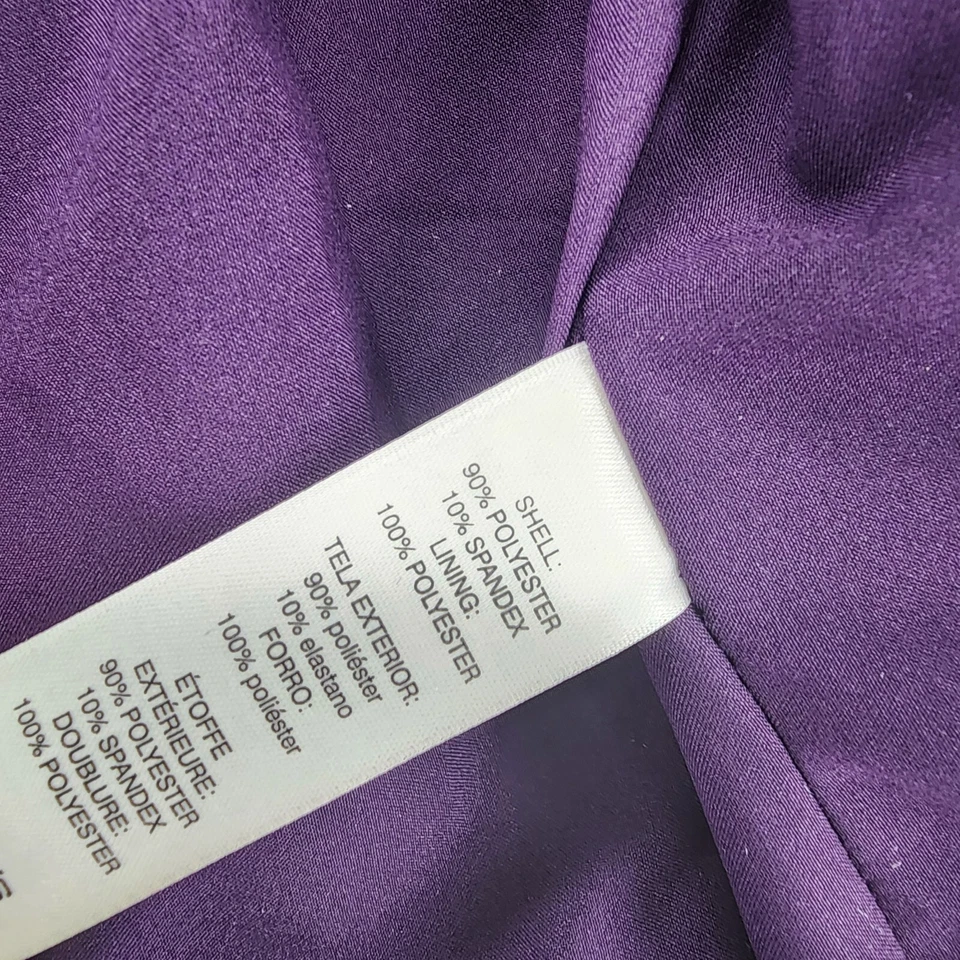 SHELL:
90% POLYESTER
10% SPANDEX
LINING:
100% POLYESTER
TELA EXTERIOR:
90% poliéster
10% elastano
FORRO:
100% poliéster
ÉTOFFE
EXTÉRIEURE:
90% POLYESTER
10% SPANDEX
DOUBLURE:
100% POLYESTER